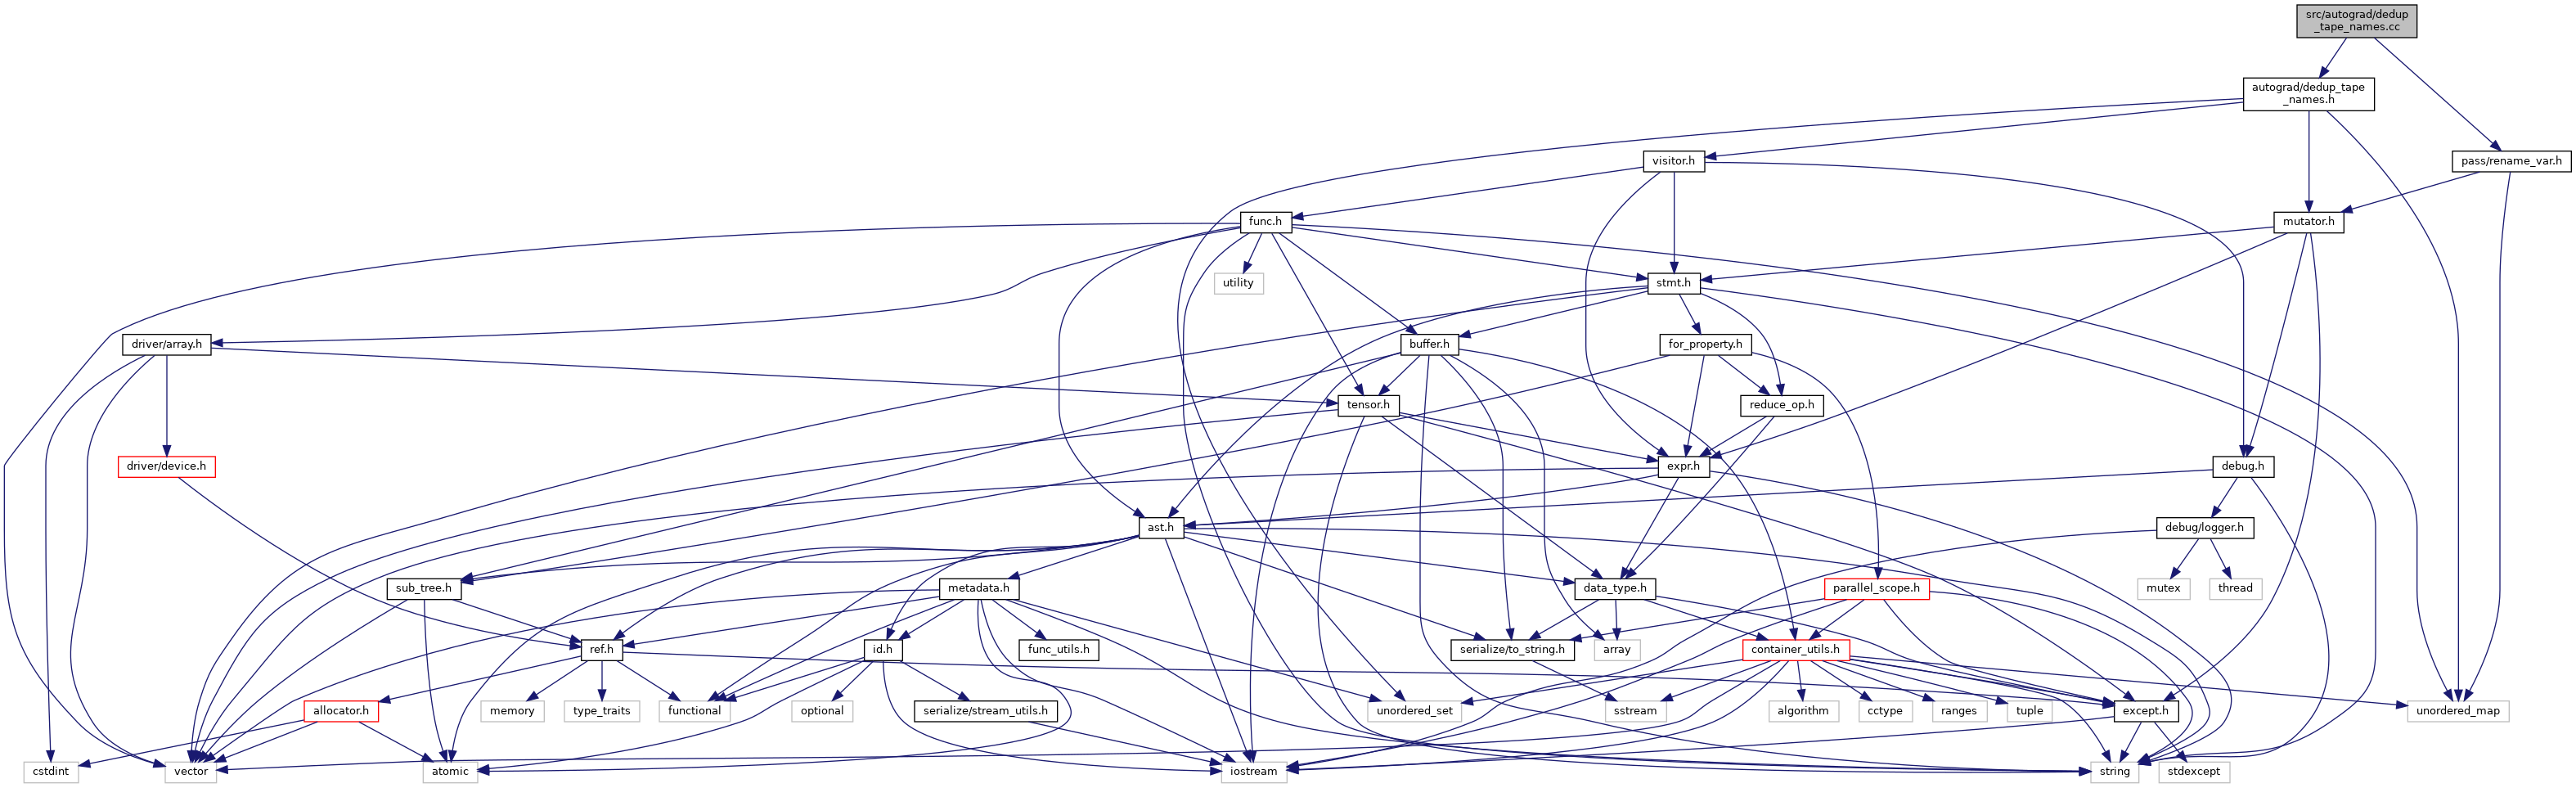 src/autograd/dedup
_tape_names.cc
autograd/dedup_tape
_names.h
visitor.h
pass/rename_var.h
func.h
mutator.h
utility
stmt.h
driver/array.h
buffer.h
for_property.h
tensor.h
reduce_op.h
driver/device.h
expr.h
debug.h
ast.h
debug/logger.h
sub_tree.h
metadata.h
data_type.h
parallel_scope.h
mutex
thread
ref.h
id.h
func_utils.h
serialize/to_string.h
array
container_utils.h
allocator.h
memory
type_traits
functional
optional
serialize/stream_utils.h
unordered_set
sstream
algorithm
cctype
ranges
tuple
except.h
unordered_map
cstdint
vector
atomic
iostream
string
stdexcept